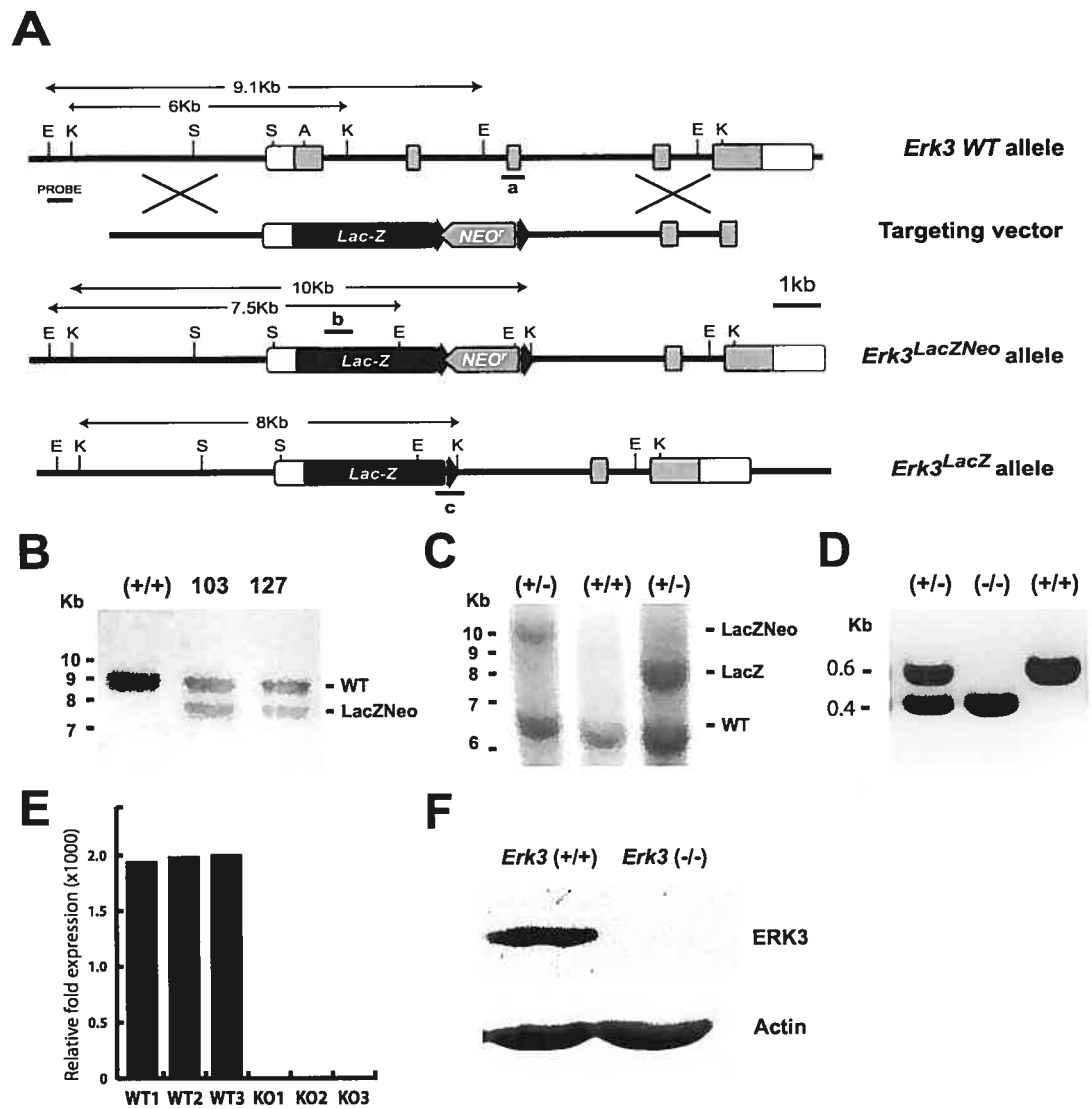 A
9.1Kb
6Kb
E K S S A K E E K
Erk3 WT allele
PROBE
a
Lac-Z NEOr
Targeting vector
10Kb
1kb
7.5Kb
b
E K S S E E K E K
Lac-Z NEOr
Erk3LacZNeo allele
8Kb
E K S S E K E K
Lac-Z
Erk3LacZ allele
c
B
(+/+) 103 127
Kb
10
9
8
7
WT
LacZNeo
C
(+/-) (+/+) (+/-)
Kb
10
9
8
7
6
LacZNeo
LacZ
WT
D
(+/-) (-/-) (+/+)
Kb
0.6
0.4
E
Relative fold expression (x1000)
2.0
1.5
1.0
0.5
0
WT1 WT2 WT3 KO1 KO2 KO3
F
Erk3 (+/+) Erk3 (-/-)
ERK3
Actin